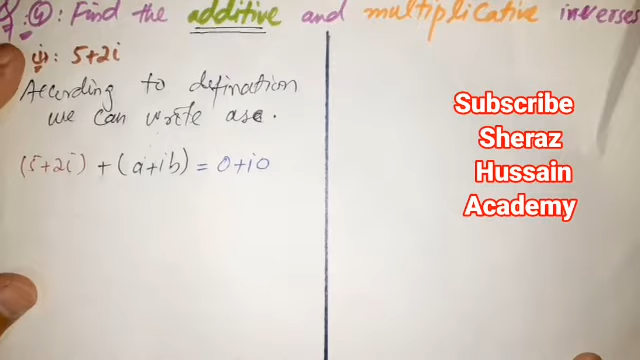 Q:④: Find the additive and multiplicative inverses
(i): 5+2i
According to defination
we can write as.
(5+2i) + (a+ib) = 0+i0
Subscribe
Sheraz
Hussain
Academy